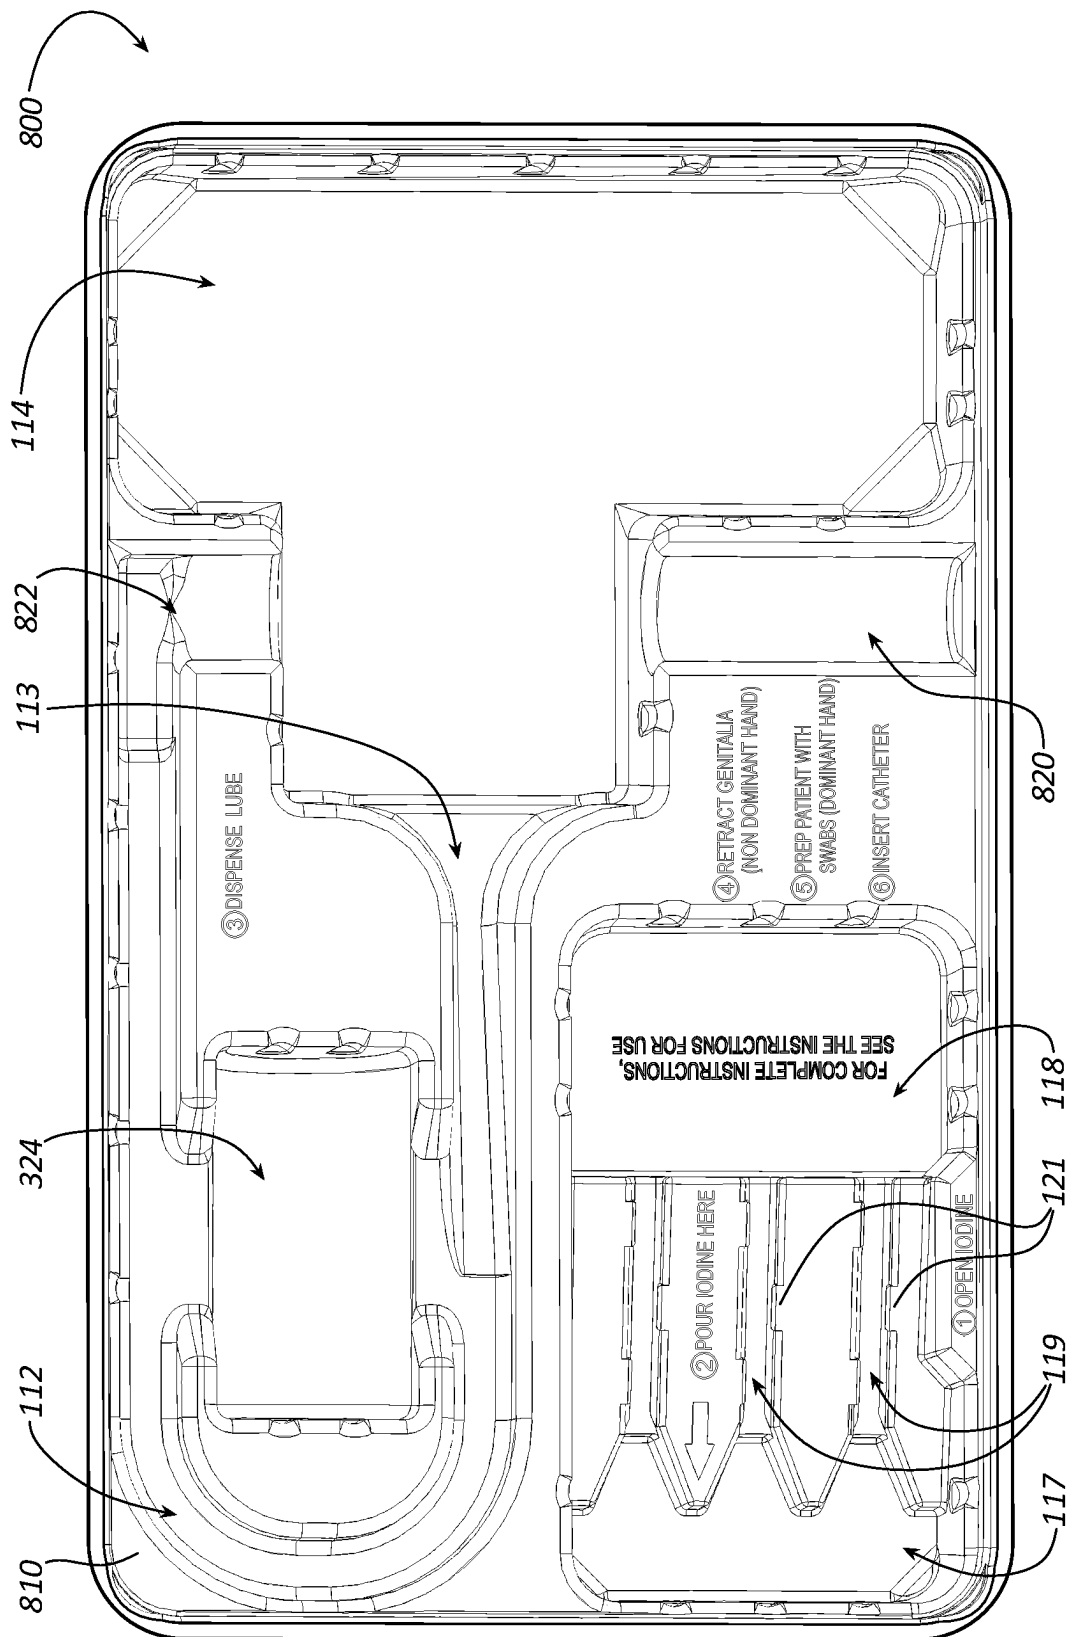 810
112
324
113
822
114
800
③DISPENSE LUBE
②POUR IODINE HERE
FOR COMPLETE INSTRUCTIONS,
SEE THE INSTRUCTIONS FOR USE
④RETRACT GENITALIA
(NON DOMINANT HAND)
⑤PREP PATIENT WITH
SWABS (DOMINANT HAND)
⑥INSERT CATHETER
①OPEN IODINE
117
119
121
118
820